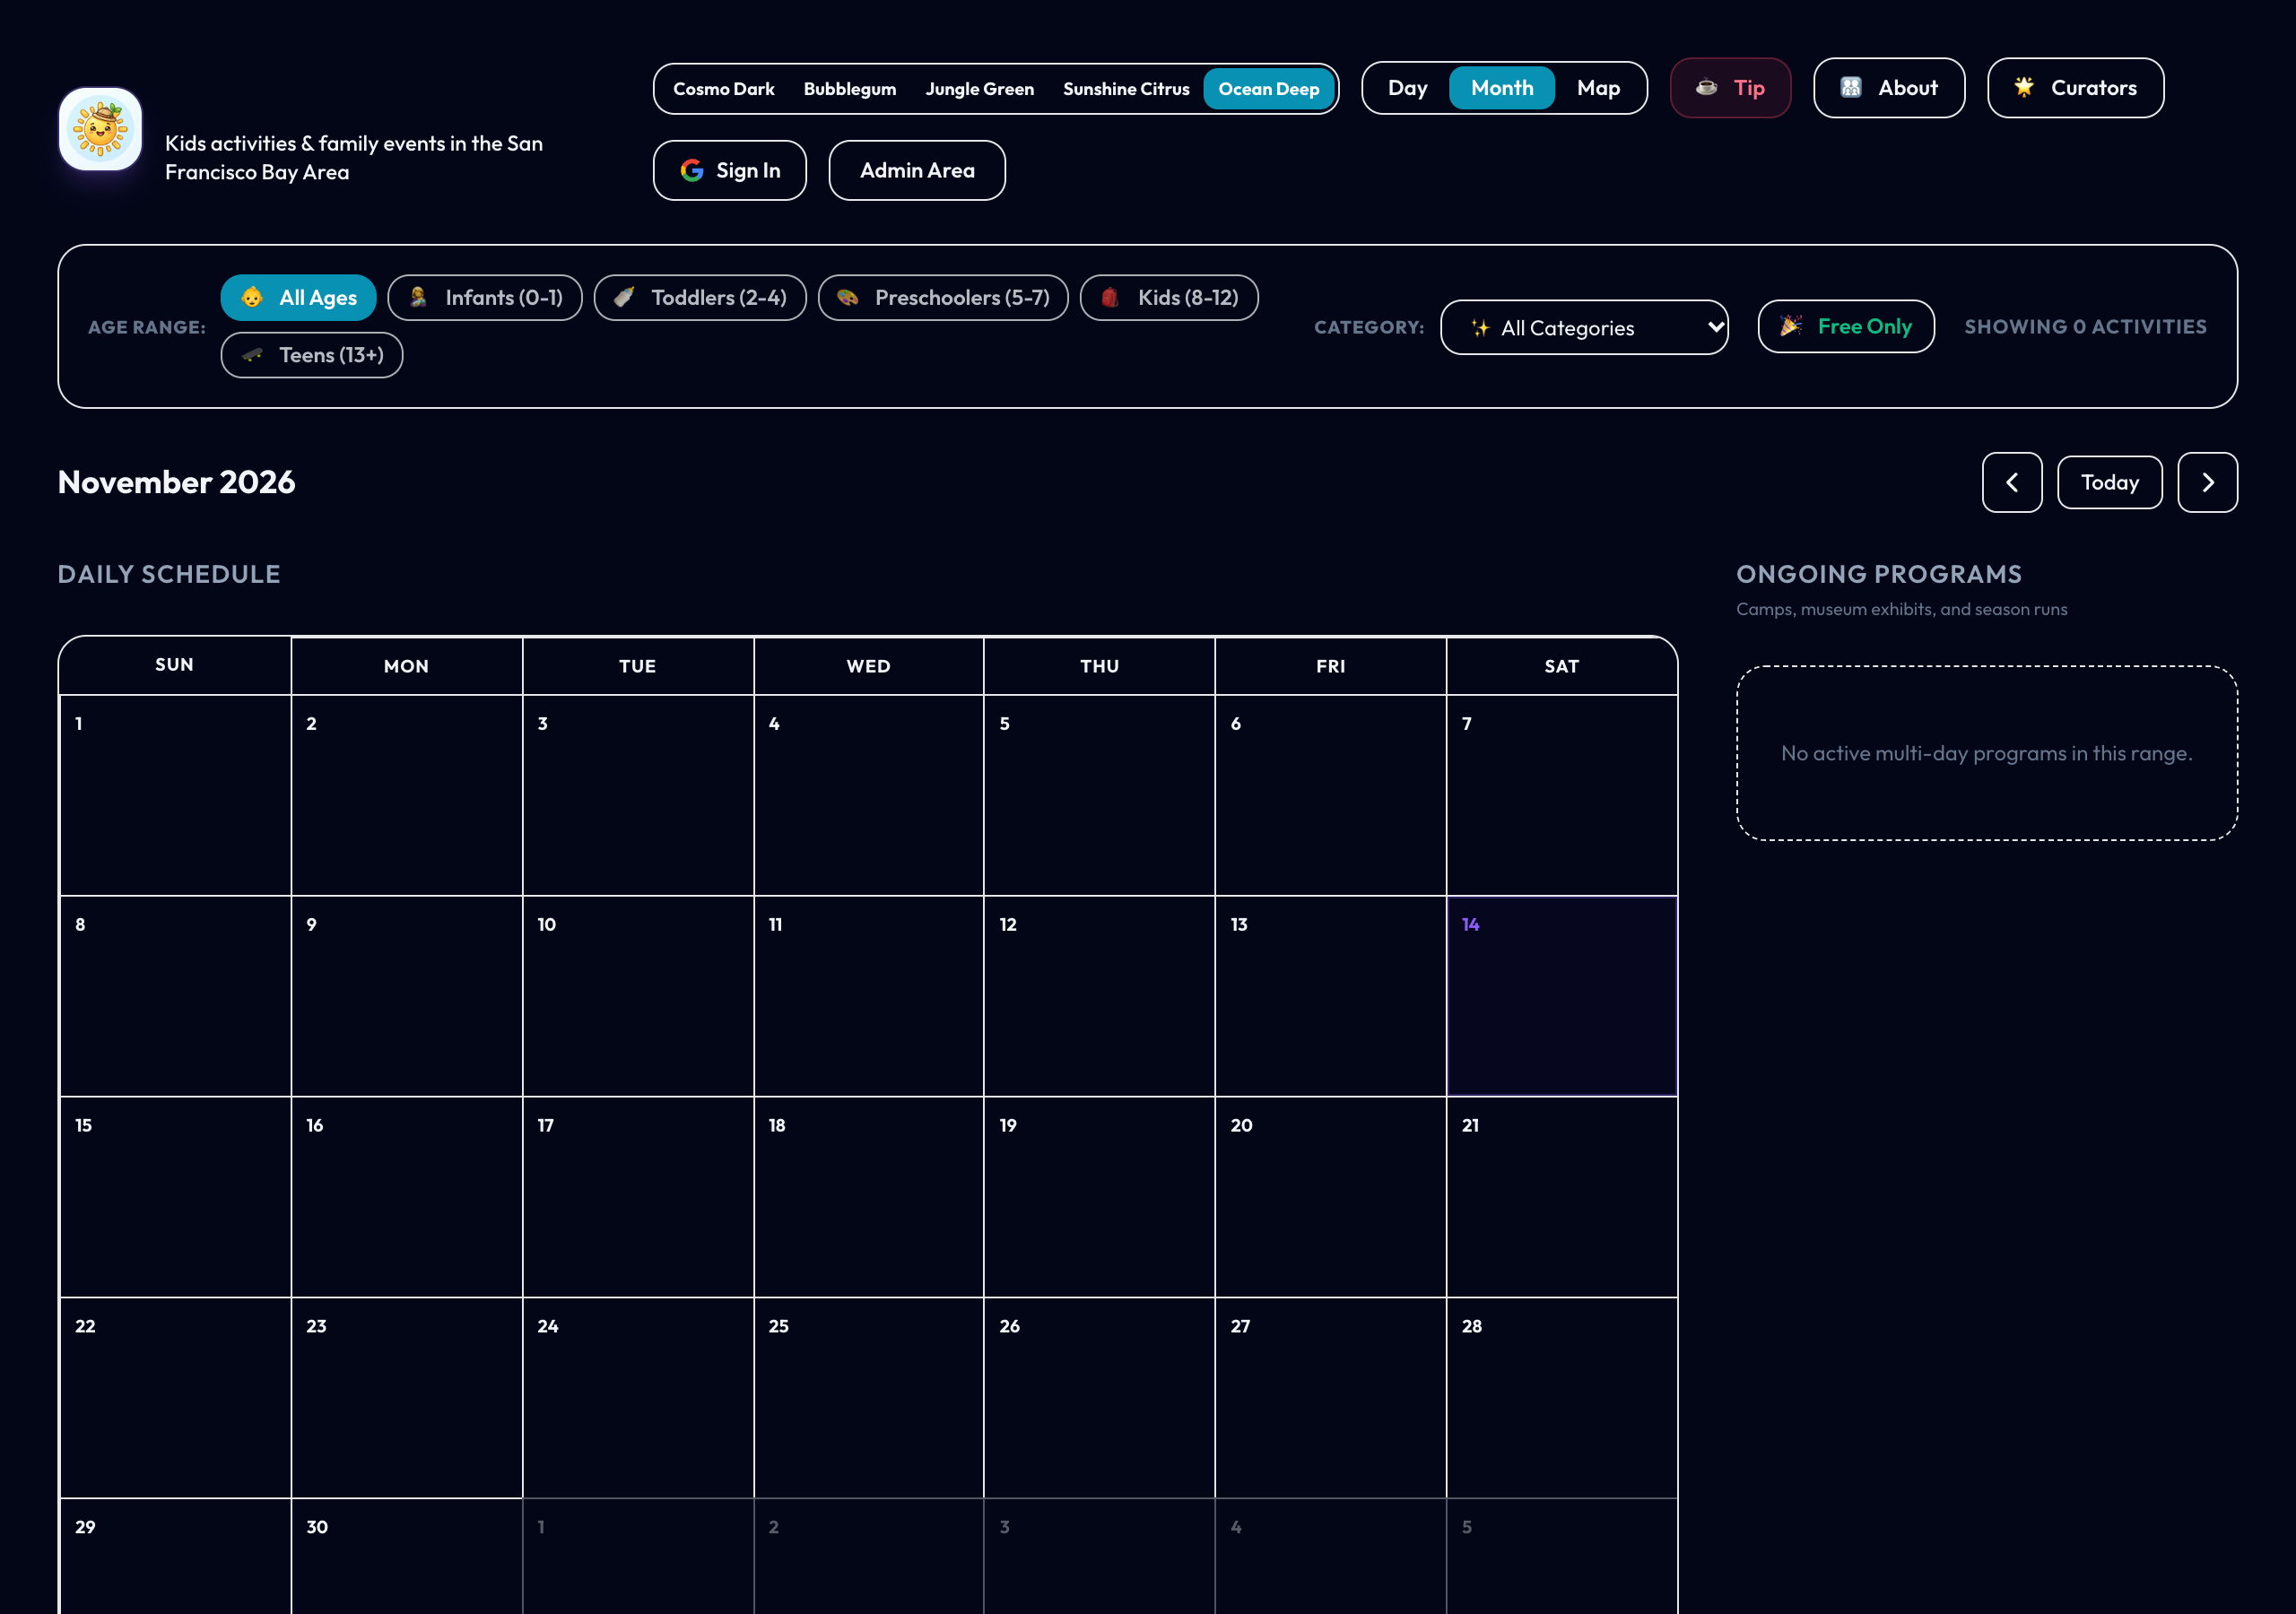 Kids activities & family events in the San
Francisco Bay Area
Cosmo Dark Bubblegum Jungle Green Sunshine Citrus Ocean Deep
Day Month Map
Tip
About
Curators
Sign In
Admin Area
AGE RANGE:
All Ages
Infants (0-1)
Toddlers (2-4)
Preschoolers (5-7)
Kids (8-12)
Teens (13+)
CATEGORY:
All Categories
Free Only
SHOWING 0 ACTIVITIES
November 2026
Today
DAILY SCHEDULE
SUN MON TUE WED THU FRI SAT
1 2 3 4 5 6 7
8 9 10 11 12 13 14
15 16 17 18 19 20 21
22 23 24 25 26 27 28
29 30 1 2 3 4 5
ONGOING PROGRAMS
Camps, museum exhibits, and season runs
No active multi-day programs in this range.